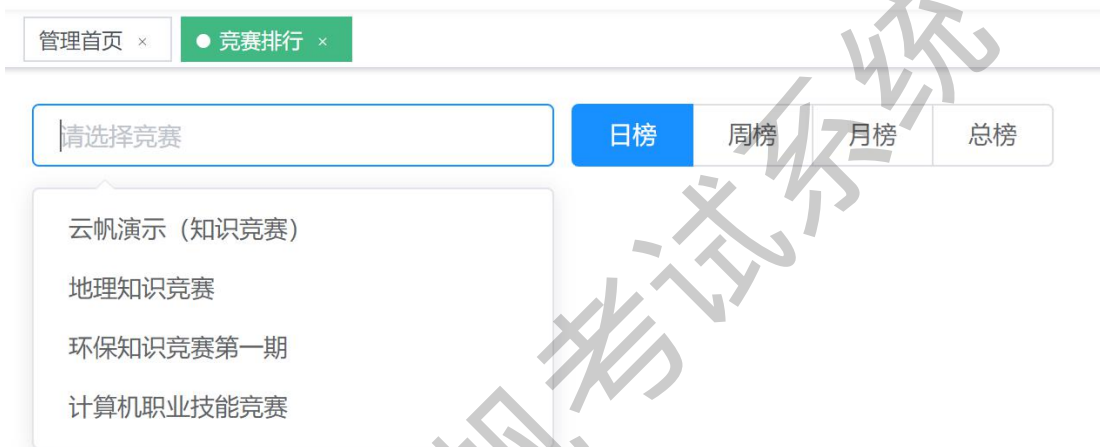 管理首页 × ● 竞赛排行 ×
请选择竞赛 日榜 周榜 月榜 总榜
云帆演示（知识竞赛）
地理知识竞赛
环保知识竞赛第一期
计算机职业技能竞赛
帆考试系统